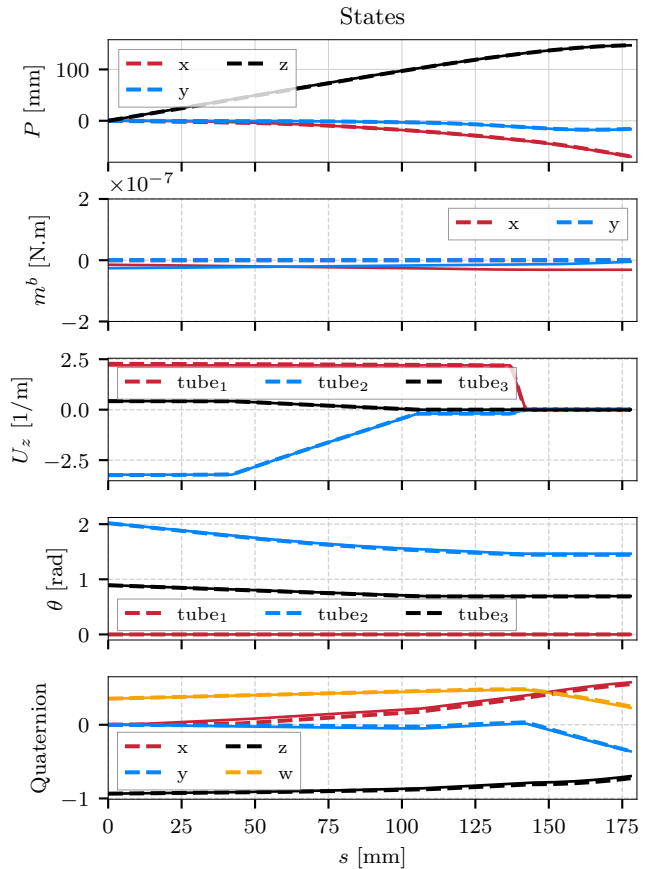 States
P [mm]
100
0
x
z
y
×10⁻⁷
m^b [N.m]
2
0
−2
x
y
U_z [1/m]
2.5
0.0
−2.5
tube₁
tube₂
tube₃
θ [rad]
2
1
0
tube₁
tube₂
tube₃
Quaternion
0
−1
x
z
y
w
0
25
50
75
100
125
150
175
s [mm]